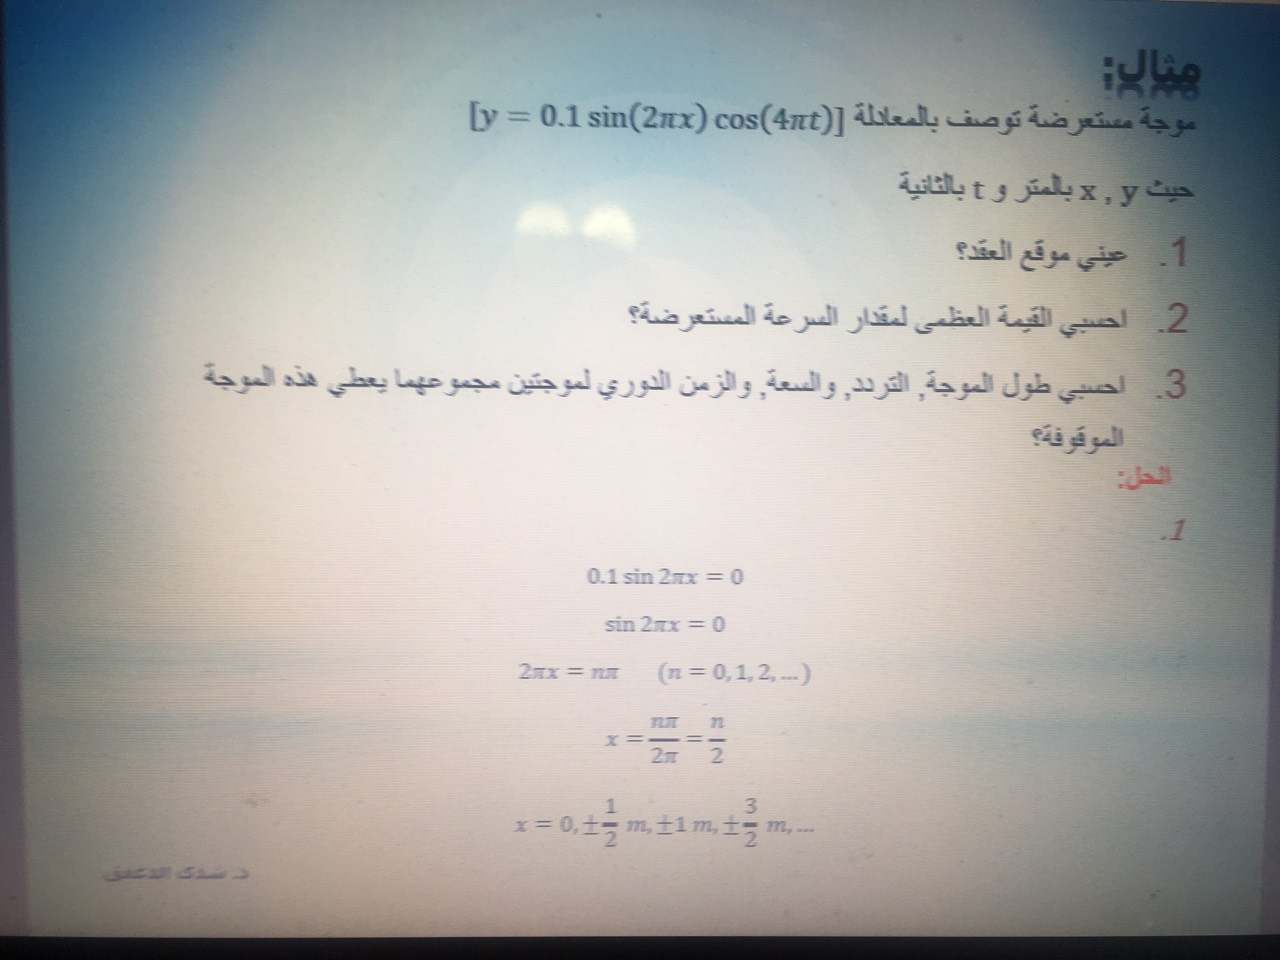 مثال:
موجة مستعرضة توصف بالمعادلة [y = 0.1 sin(2πx) cos(4πt)]
حيث x , y بالمتر و t بالثانية
1. عيني موقع العقد؟
2. احسبي القيمة العظمى لمقدار السرعة المستعرضة؟
3. احسبي طول الموجة, التردد, والسعة, والزمن الدوري لموجتين مجموعهما يعطي هذه الموجة
الموقوفة؟
الحل:
1.
0.1 sin 2πx = 0
sin 2πx = 0
2πx = nπ (n = 0, 1, 2, ...)
x = nπ/2π = n/2
x = 0, ±1/2 m, ±1 m, ±3/2 m, ...